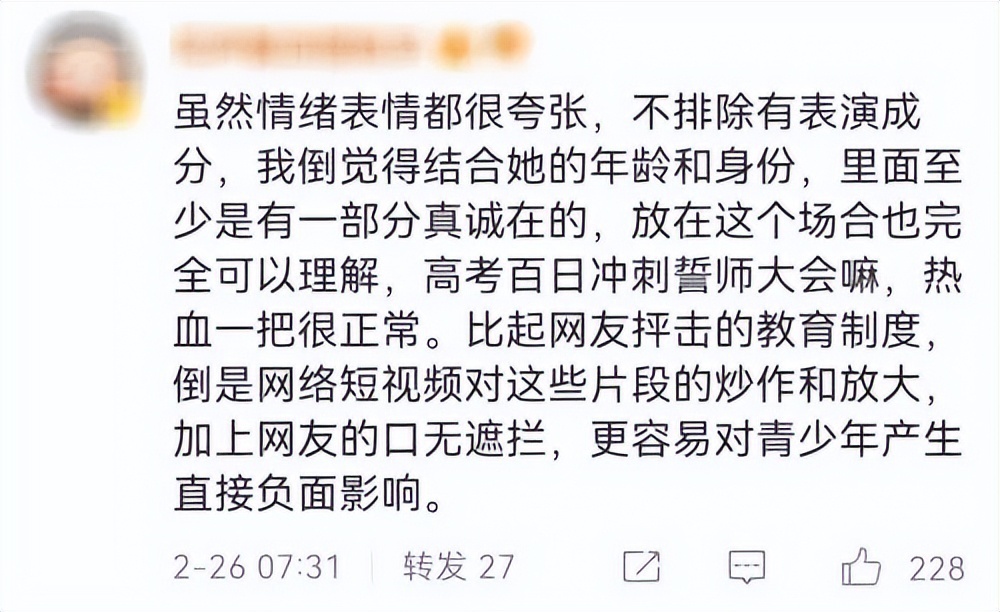 虽然情绪表情都很夸张，不排除有表演成
分，我倒觉得结合她的年龄和身份，里面至
少是有一部分真诚在的，放在这个场合也完
全可以理解，高考百日冲刺誓师大会嘛，热
血一把很正常。比起网友抨击的教育制度，
倒是网络短视频对这些片段的炒作和放大，
加上网友的口无遮拦，更容易对青少年产生
直接负面影响。
2-26 07:31 转发 27 228